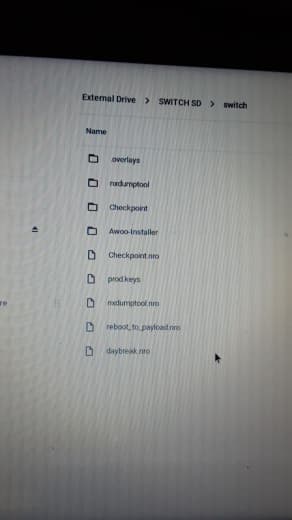 External Drive > SWITCH SD > switch
Name
.overlays
nxdumptool
Checkpoint
Awoo-Installer
Checkpoint.nro
prod.keys
nxdumptool.nro
reboot_to_payload.nro
daybreak.nro